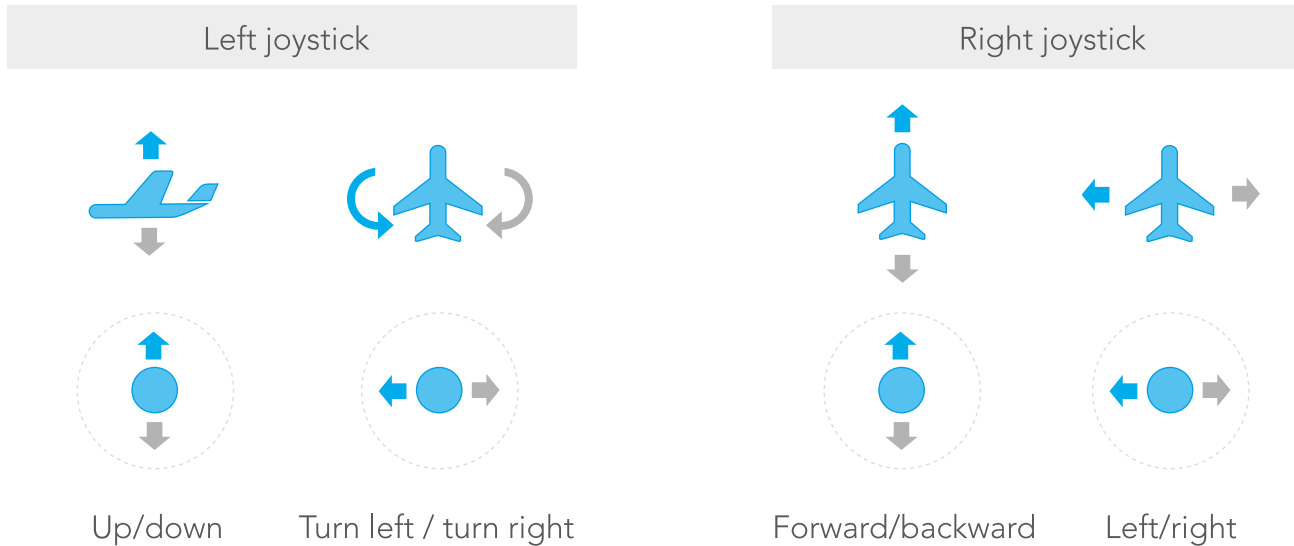 Left joystick
Right joystick
Up/down
Turn left / turn right
Forward/backward
Left/right